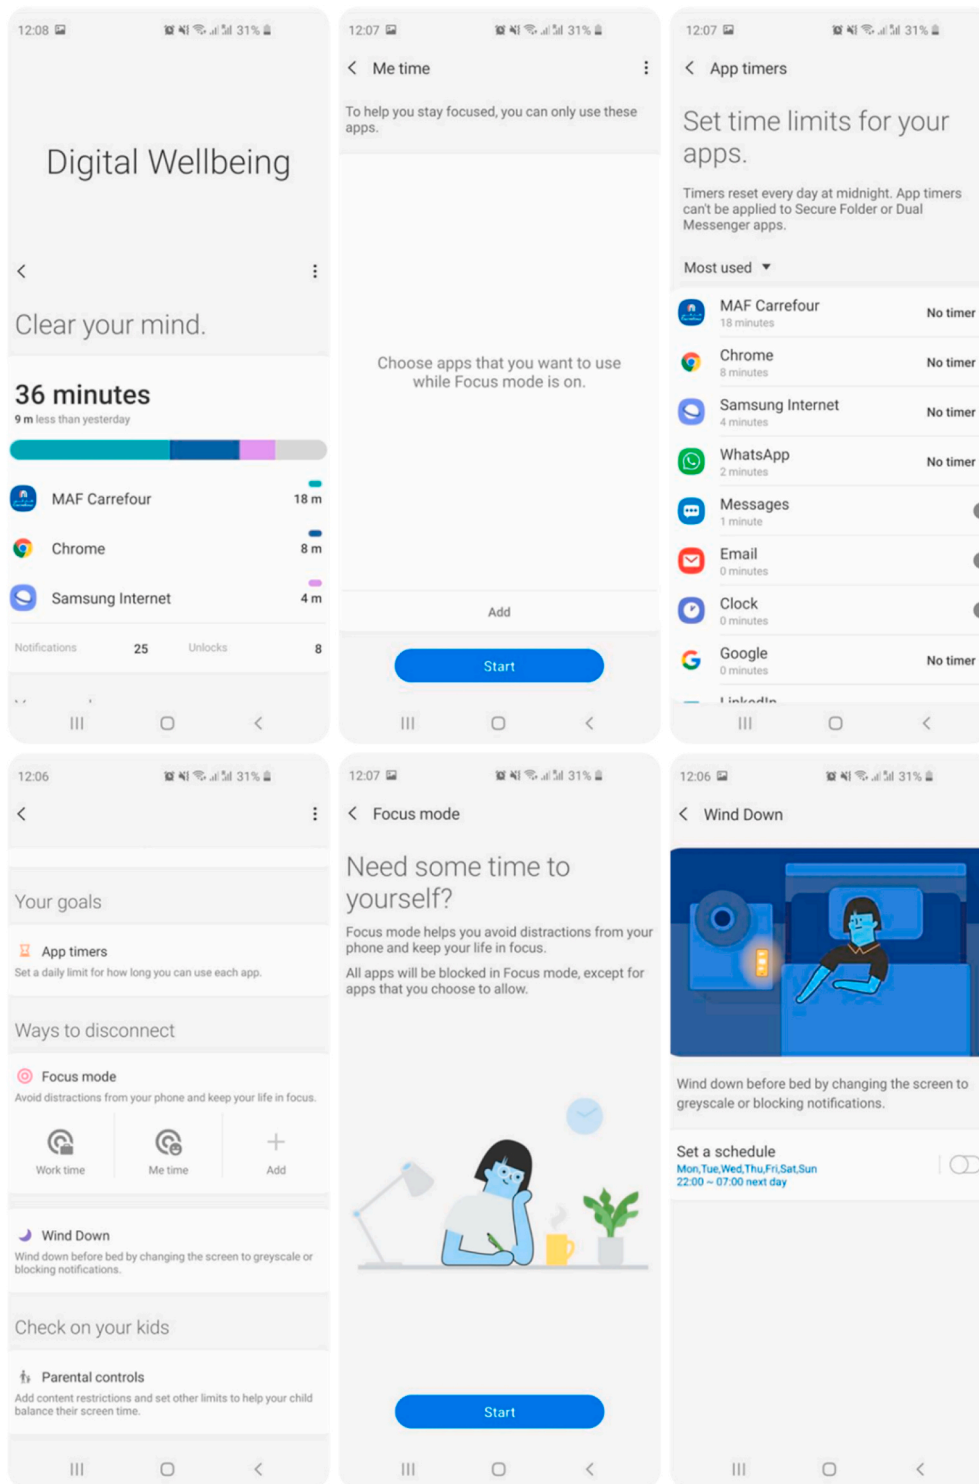 12:08
31%
Digital Wellbeing
Clear your mind.
36 minutes
9 m less than yesterday
MAF Carrefour
18 m
Chrome
8 m
Samsung Internet
4 m
Notifications 25 Unlocks 8
12:07
31%
Me time
To help you stay focused, you can only use these
apps.
Choose apps that you want to use
while Focus mode is on.
Add
Start
12:07
31%
App timers
Set time limits for your
apps.
Timers reset every day at midnight. App timers
can't be applied to Secure Folder or Dual
Messenger apps.
Most used
MAF Carrefour
18 minutes
No timer
Chrome
8 minutes
No timer
Samsung Internet
4 minutes
No timer
WhatsApp
2 minutes
No timer
Messages
1 minute
Email
0 minutes
Clock
0 minutes
Google
0 minutes
No timer
LinkedIn
12:06
31%
Your goals
App timers
Set a daily limit for how long you can use each app.
Ways to disconnect
Focus mode
Avoid distractions from your phone and keep your life in focus.
Work time Me time Add
Wind Down
Wind down before bed by changing the screen to greyscale or
blocking notifications.
Check on your kids
Parental controls
Add content restrictions and set other limits to help your child
balance their screen time.
12:07
31%
Focus mode
Need some time to
yourself?
Focus mode helps you avoid distractions from your
phone and keep your life in focus.
All apps will be blocked in Focus mode, except for
apps that you choose to allow.
Start
12:06
31%
Wind Down
Wind down before bed by changing the screen to
greyscale or blocking notifications.
Set a schedule
Mon,Tue,Wed,Thu,Fri,Sat,Sun
22:00 ~ 07:00 next day